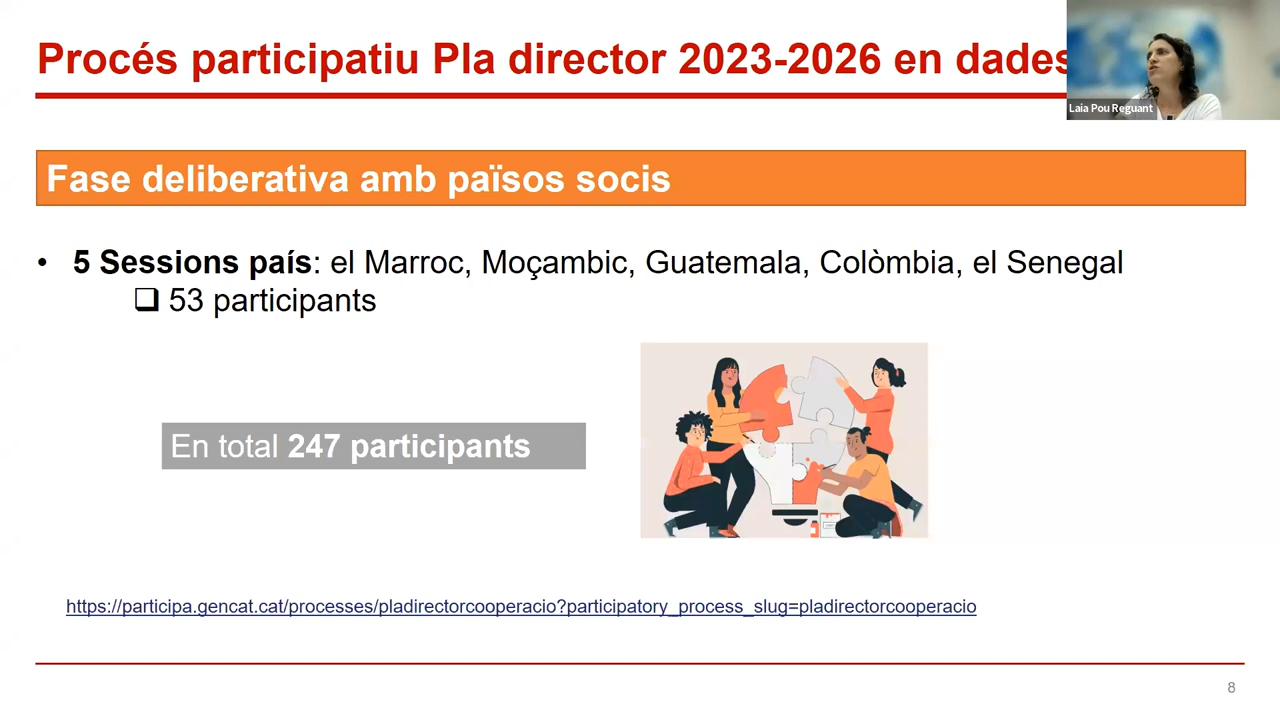 Procés participatiu Pla director 2023-2026 en dades
Laia Pou Reguant
Fase deliberativa amb països socis
• 5 Sessions país: el Marroc, Moçambic, Guatemala, Colòmbia, el Senegal
❑ 53 participants
En total 247 participants
https://participa.gencat.cat/processes/pladirectorcooperacio?participatory_process_slug=pladirectorcooperacio
8